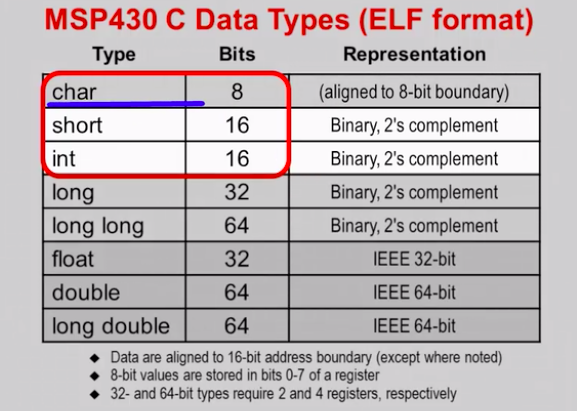 MSP430 C Data Types (ELF format)
Type Bits Representation
char 8 (aligned to 8-bit boundary)
short 16 Binary, 2's complement
int 16 Binary, 2's complement
long 32 Binary, 2's complement
long long 64 Binary, 2's complement
float 32 IEEE 32-bit
double 64 IEEE 64-bit
long double 64 IEEE 64-bit
◆ Data are aligned to 16-bit address boundary (except where noted)
◆ 8-bit values are stored in bits 0-7 of a register
◆ 32- and 64-bit types require 2 and 4 registers, respectively